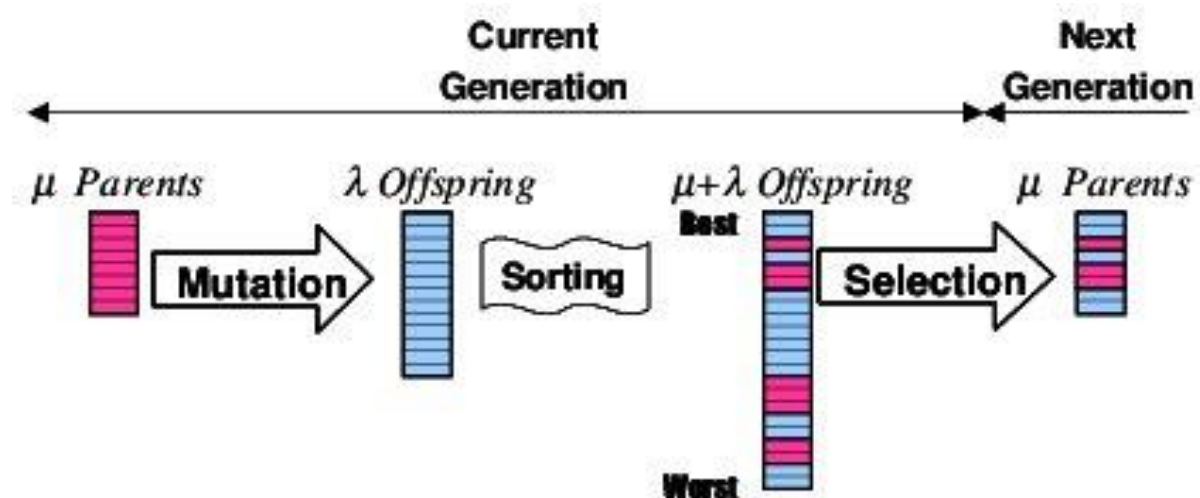 Current
Generation
Next
Generation
μ Parents
λ Offspring
μ+λ Offspring
μ Parents
Best
Mutation
Sorting
Selection
Worst